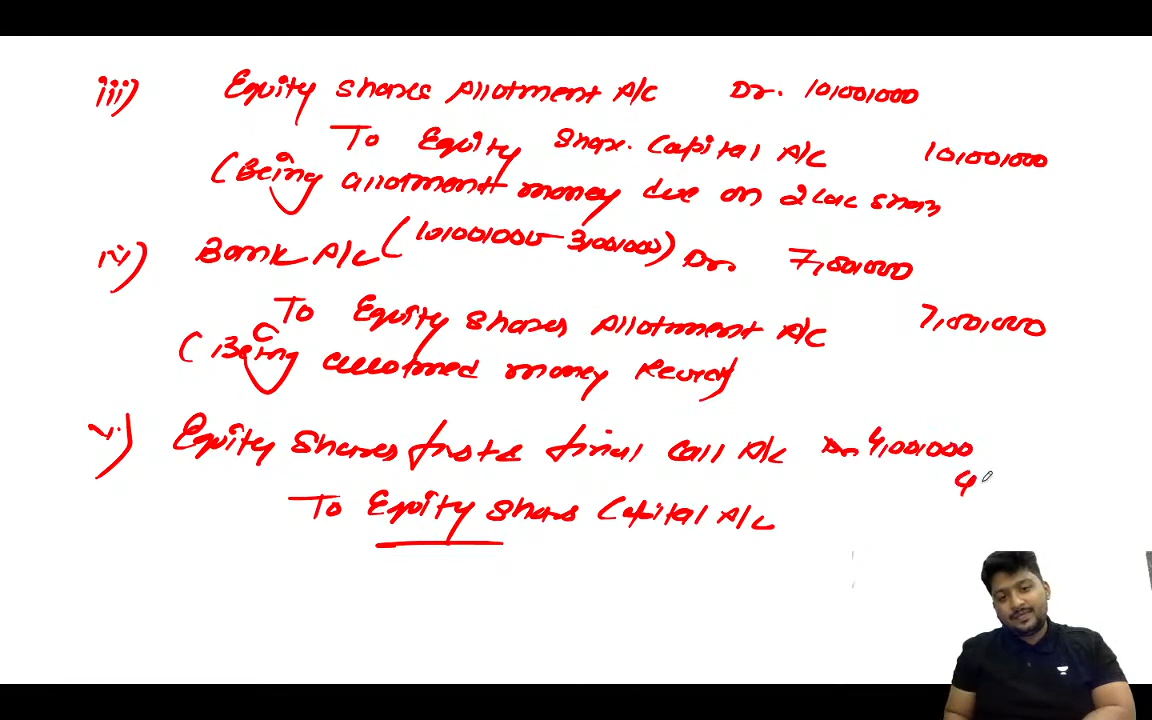 iii) Equity Shares Allotment A/c Dr. 10,00,000
To Equity Share Capital A/c 10,00,000
(Being allotment money due on 2 Lac shares
iv) Bank A/c (10,00,000 - 3,00,000) Dr. 7,00,000
To Equity Shares Allotment A/c 7,00,000
(Being money
v) Equity Shares first & final Call A/c Dr 4,00,000
4
To Equity Shares Capital A/c